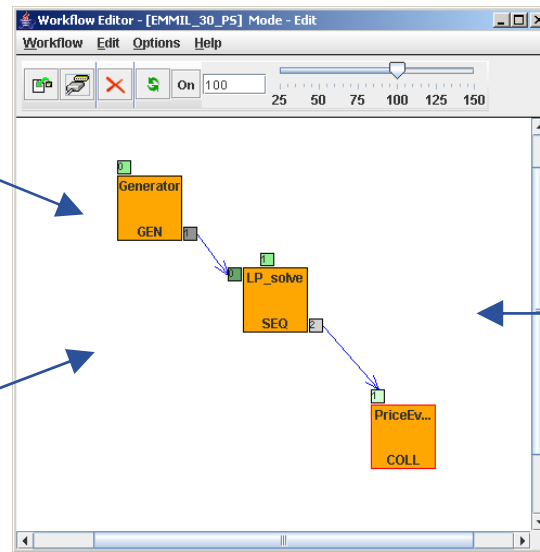 Workflow Editor - [EMMIL_30_PS] Mode - Edit
Workflow Edit Options Help
On 100
25 50 75 100 125 150
0
Generator
GEN
1
1
0
LP_solve
SEQ
2
1
PriceEv...
COLL